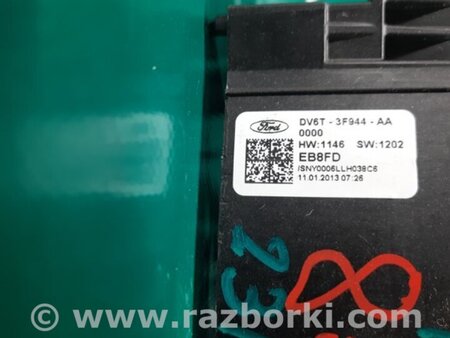 Ford
DV6T - 3F944 - AA
0000
HW:1146 SW:1202
EB8FD
/SNY0006LLH038C6
11.01.2013 07:26
23
www.razborki.com